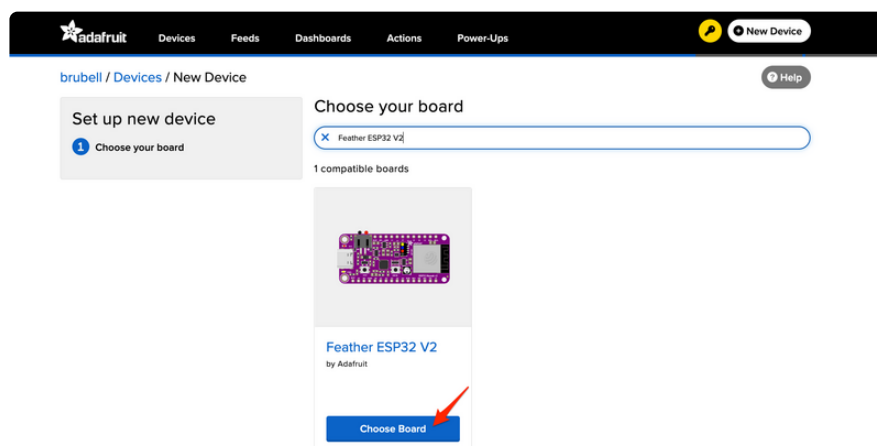 adafruit Devices Feeds Dashboards Actions Power-Ups New Device
brubell / Devices / New Device Help
Set up new device
1 Choose your board
Choose your board
Feather ESP32 V2
1 compatible boards
Feather ESP32 V2
by Adafruit
Choose Board